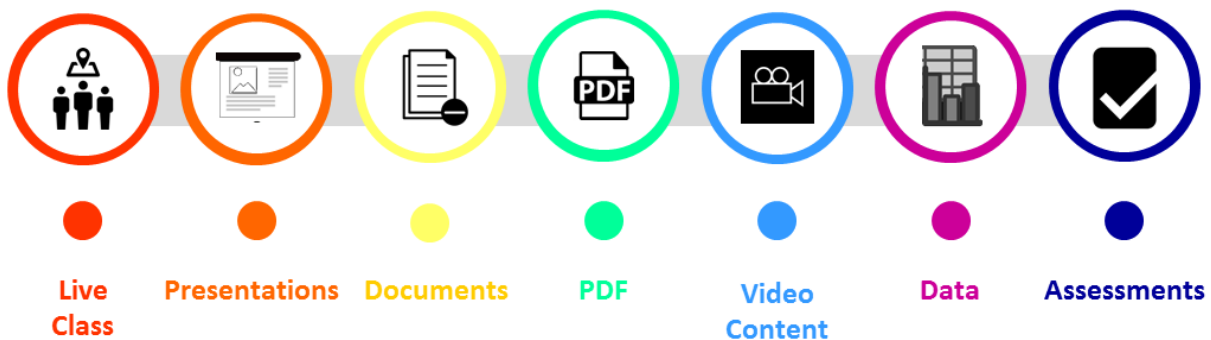 PDF
Live
Class
Presentations
Documents
PDF
Video
Content
Data
Assessments